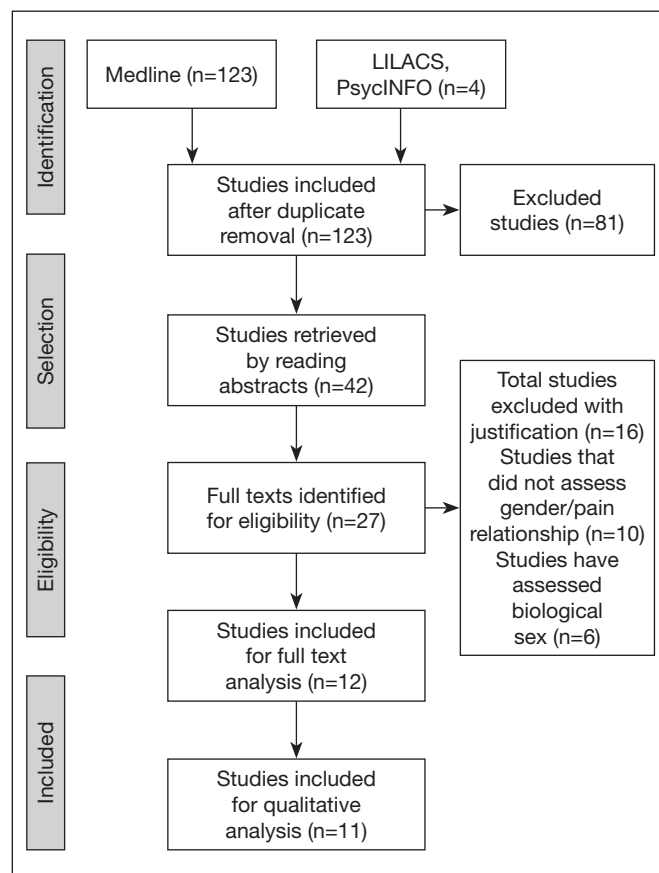 Identification
Medline (n=123)
LILACS,
PsycINFO (n=4)
Studies included
after duplicate
removal (n=123)
Excluded
studies (n=81)
Selection
Studies retrieved
by reading
abstracts (n=42)
Eligibility
Full texts identified
for eligibility (n=27)
Total studies
excluded with
justification (n=16)
Studies that
did not assess
gender/pain
relationship (n=10)
Studies have
assessed
biological
sex (n=6)
Studies included
for full text
analysis (n=12)
Included
Studies included
for qualitative
analysis (n=11)